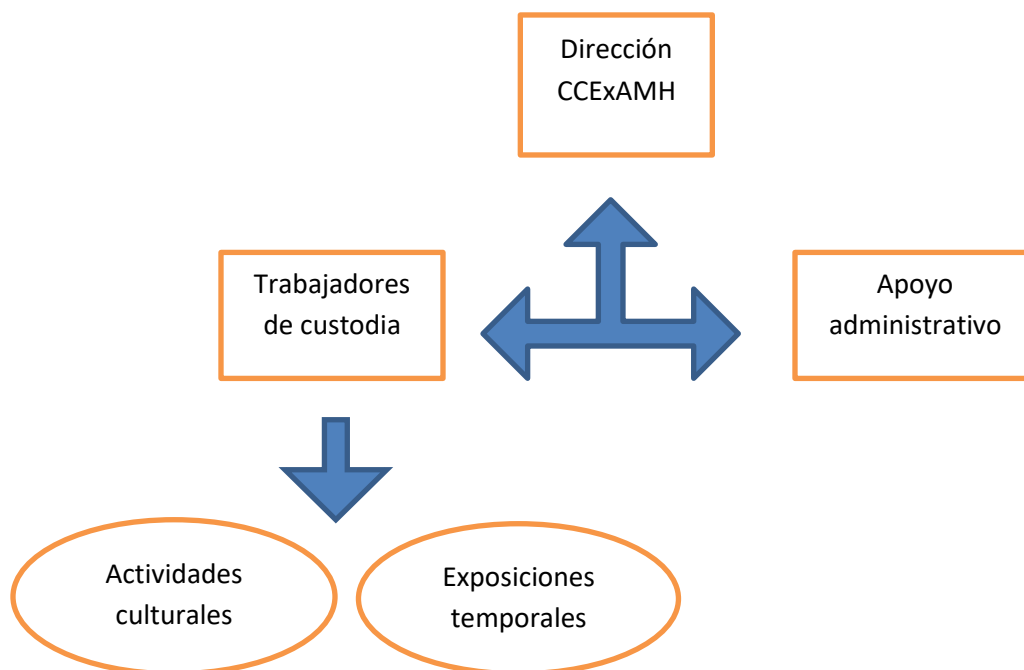 Dirección
CCExAMH
Trabajadores
de custodia
Apoyo
administrativo
Actividades
culturales
Exposiciones
temporales